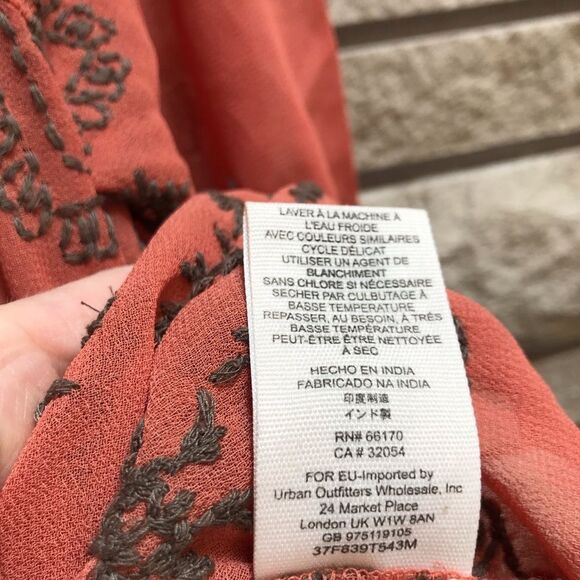 LAVER À LA MACHINE À
L'EAU FROIDE
AVEC COULEURS SIMILAIRES
CYCLE DÉLICAT
UTILISER UN AGENT DE
BLANCHIMENT
SANS CHLORE SI NÉCESSAIRE
SECHER PAR CULBUTAGE À
BASSE TEMPERATURE
REPASSER, AU BESOIN, À TRÈS
BASSE TEMPÉRATURE
PEUT-ÊTRE ÊTRE NETTOYÉE
À SEC
HECHO EN INDIA
FABRICADO NA INDIA
印度制造
インド製
RN# 66170
CA # 32054
FOR EU-Imported by
Urban Outfitters Wholesale, Inc
24 Market Place
London UK W1W 8AN
GB 975119105
37F839T543M